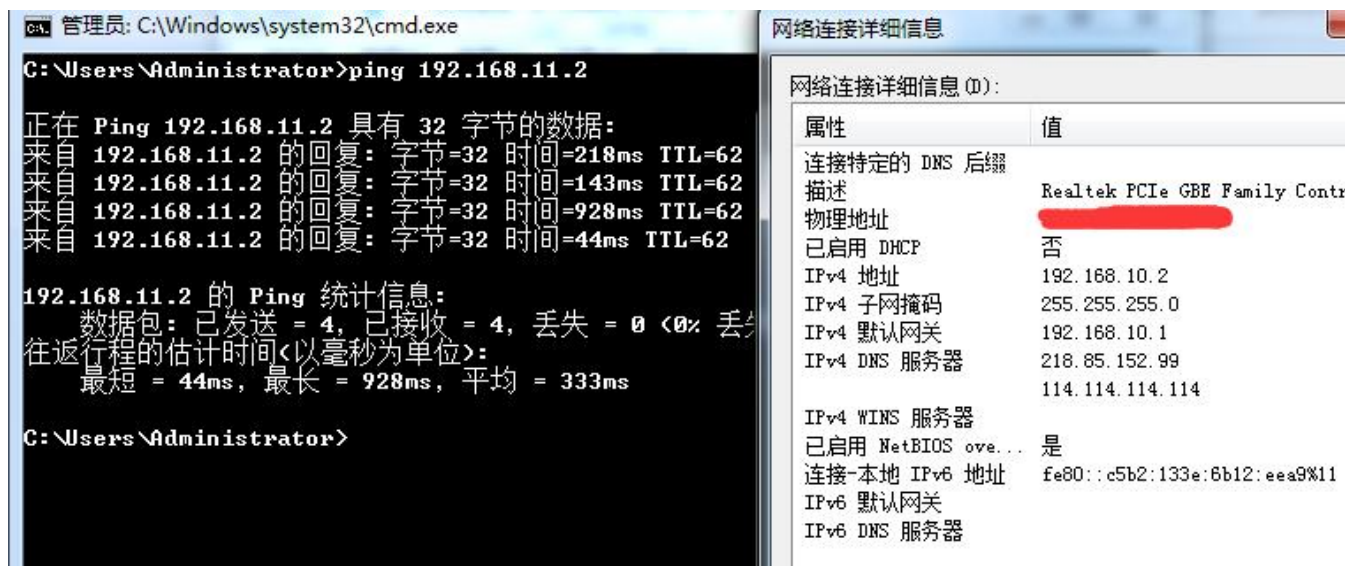 管理员: C:\Windows\system32\cmd.exe
C:\Users\Administrator>ping 192.168.11.2
正在 Ping 192.168.11.2 具有 32 字节的数据:
来自 192.168.11.2 的回复: 字节=32 时间=218ms TTL=62
来自 192.168.11.2 的回复: 字节=32 时间=143ms TTL=62
来自 192.168.11.2 的回复: 字节=32 时间=928ms TTL=62
来自 192.168.11.2 的回复: 字节=32 时间=44ms TTL=62
192.168.11.2 的 Ping 统计信息:
数据包: 已发送 = 4, 已接收 = 4, 丢失 = 0 (0% 丢
往返行程的估计时间(以毫秒为单位):
最短 = 44ms, 最长 = 928ms, 平均 = 333ms
C:\Users\Administrator>
网络连接详细信息
网络连接详细信息(D):
属性 值
连接特定的 DNS 后缀
描述 Realtek PCIe GBE Family Contr
物理地址
已启用 DHCP 否
IPv4 地址 192.168.10.2
IPv4 子网掩码 255.255.255.0
IPv4 默认网关 192.168.10.1
IPv4 DNS 服务器 218.85.152.99
114.114.114.114
IPv4 WINS 服务器
已启用 NetBIOS ove... 是
连接-本地 IPv6 地址 fe80::c5b2:133e:6b12:eea9%11
IPv6 默认网关
IPv6 DNS 服务器